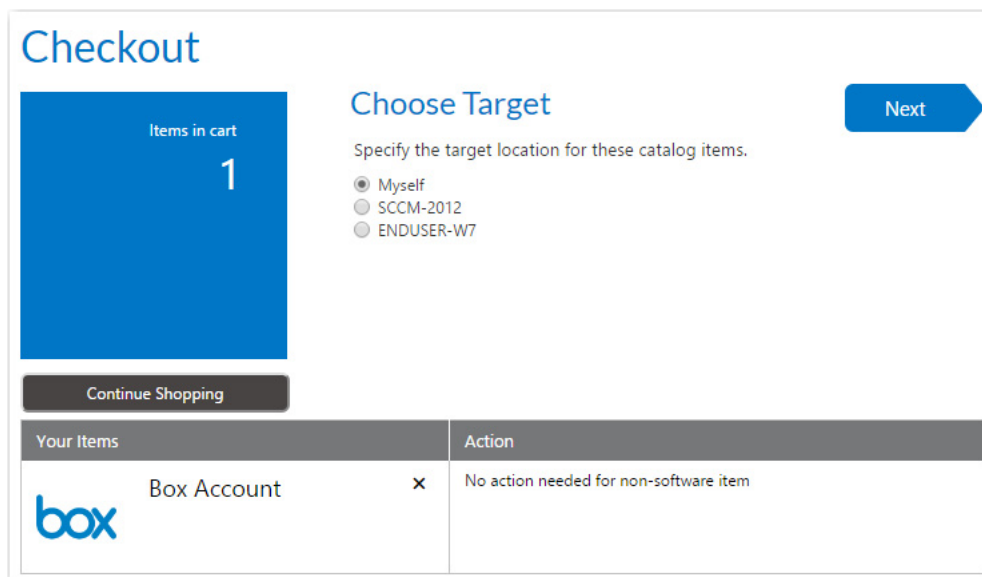 Checkout
Items in cart
1
Choose Target
Next
Specify the target location for these catalog items.
Myself
SCCM-2012
ENDUSER-W7
Continue Shopping
Your Items
Action
box
Box Account
×
No action needed for non-software item